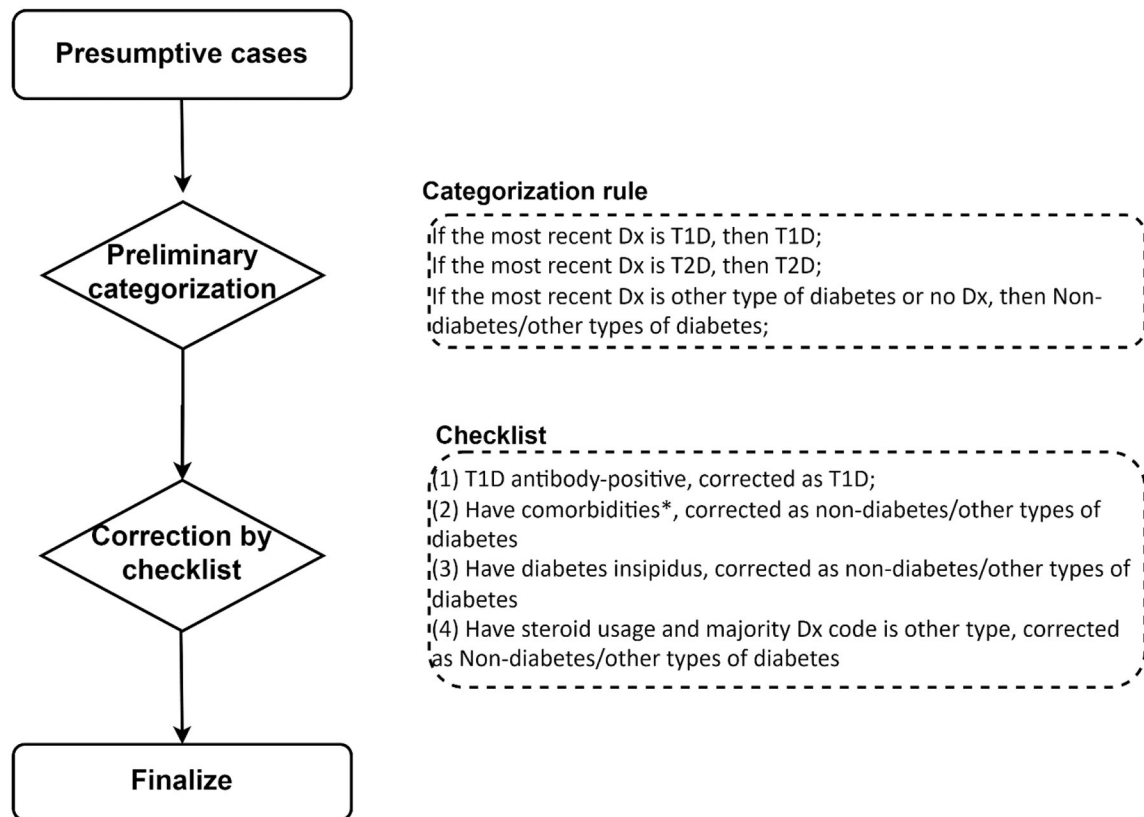 Presumptive cases
Categorization rule
If the most recent Dx is T1D, then T1D;
If the most recent Dx is T2D, then T2D;
If the most recent Dx is other type of diabetes or no Dx, then Non-
diabetes/other types of diabetes;
Preliminary
categorization
Checklist
(1) T1D antibody-positive, corrected as T1D;
(2) Have comorbidities*, corrected as non-diabetes/other types of
diabetes
(3) Have diabetes insipidus, corrected as non-diabetes/other types of
diabetes
(4) Have steroid usage and majority Dx code is other type, corrected
as Non-diabetes/other types of diabetes
Correction by
checklist
Finalize